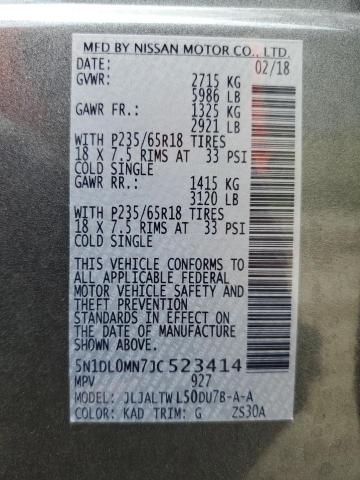 MFD BY NISSAN MOTOR CO., LTD.
DATE: 02/18
GVWR: 2715 KG
5986 LB
GAWR FR.: 1325 KG
2921 LB
WITH P235/65R18 TIRES
18 X 7.5 RIMS AT 33 PSI
COLD SINGLE
GAWR RR.: 1415 KG
3120 LB
WITH P235/65R18 TIRES
18 X 7.5 RIMS AT 33 PSI
COLD SINGLE
THIS VEHICLE CONFORMS TO
ALL APPLICABLE FEDERAL
MOTOR VEHICLE SAFETY AND
THEFT PREVENTION
STANDARDS IN EFFECT ON
THE DATE OF MANUFACTURE
SHOWN ABOVE.
5N1DL0MN7JC523414
MPV 927
MODEL: JLJALTWL50DU7B-A-A
COLOR: KAD TRIM: G ZS30A